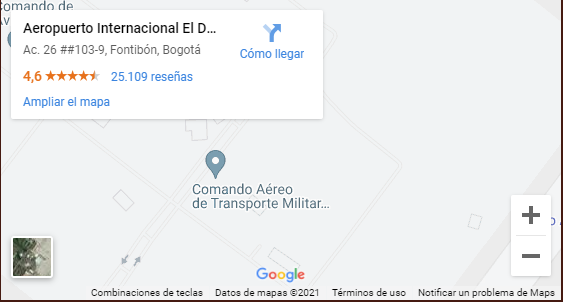 Comando de
Av
Aeropuerto Internacional El D...
Ac. 26 ##103-9, Fontibón, Bogotá
Cómo llegar
4,6 25.109 reseñas
Ampliar el mapa
Comando Aéreo
de Transporte Militar...
Google
Combinaciones de teclas Datos de mapas ©2021 Términos de uso Notificar un problema de Maps